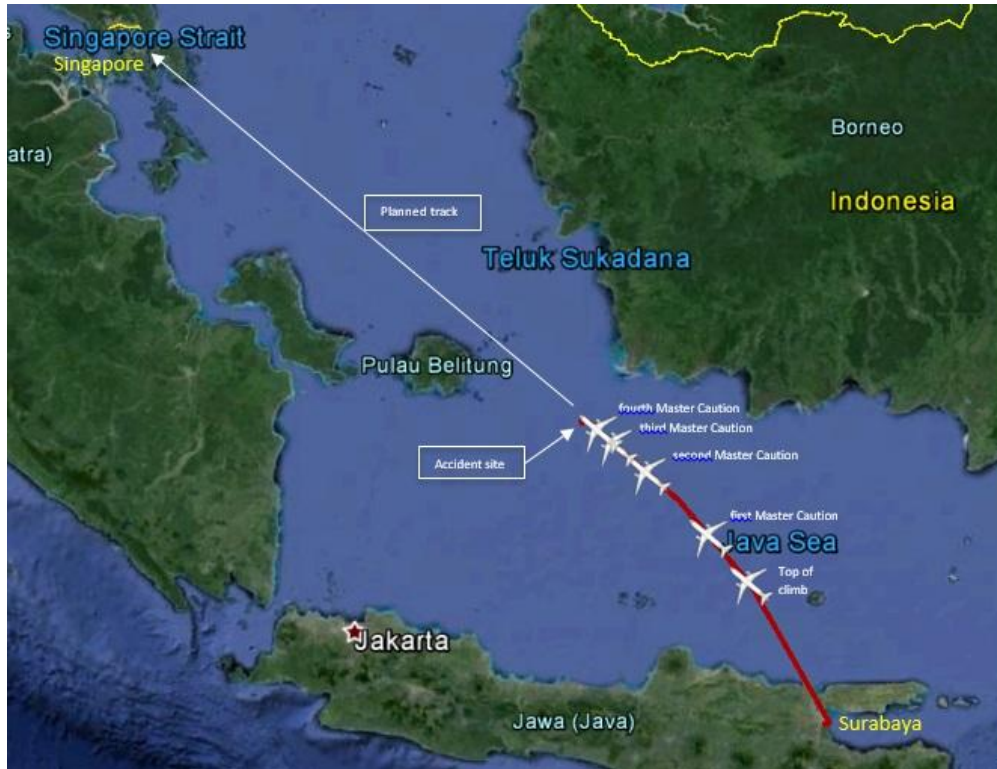 Singapore Strait
Singapore
atra)
Borneo
Indonesia
Planned track
Teluk Sukadana
Pulau Belitung
fourth Master Caution
third Master Caution
second Master Caution
Accident site
first Master Caution
Java Sea
Top of
climb
Jakarta
Jawa (Java)
Surabaya